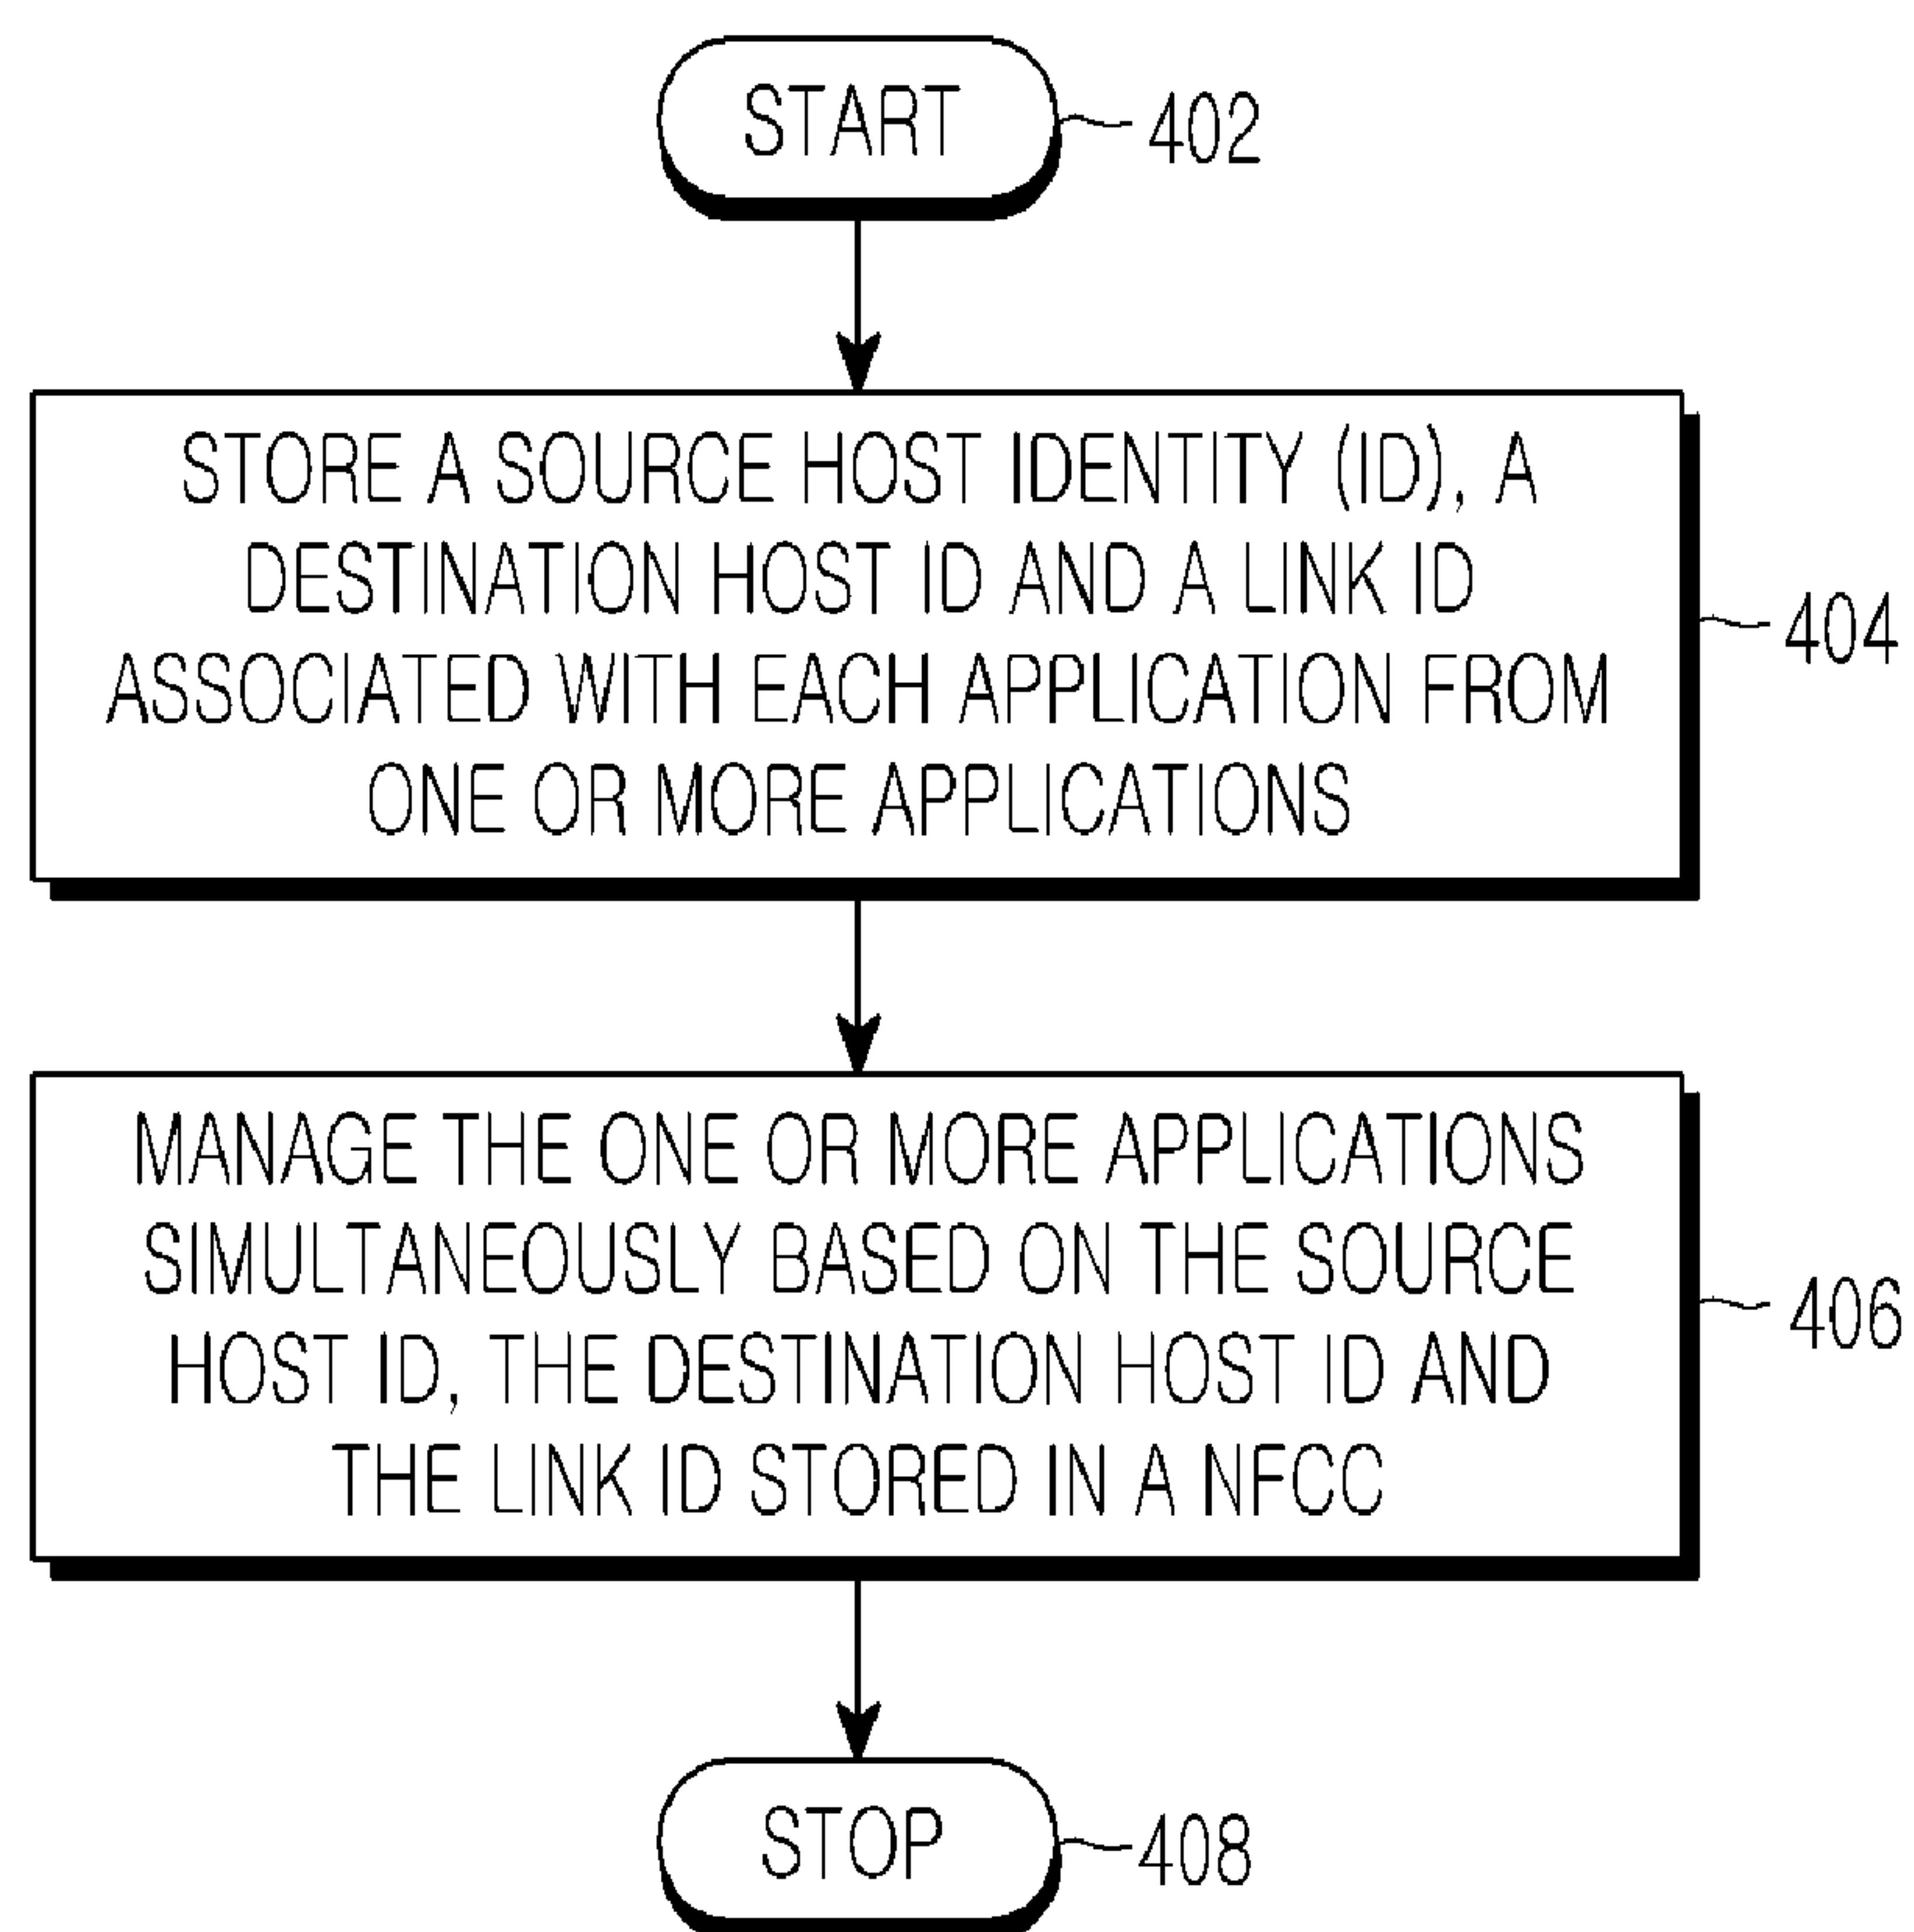 START
402
STORE A SOURCE HOST IDENTITY (ID), A
DESTINATION HOST ID AND A LINK ID
ASSOCIATED WITH EACH APPLICATION FROM
ONE OR MORE APPLICATIONS
404
MANAGE THE ONE OR MORE APPLICATIONS
SIMULTANEOUSLY BASED ON THE SOURCE
HOST ID, THE DESTINATION HOST ID AND
THE LINK ID STORED IN A NFCC
406
STOP
408